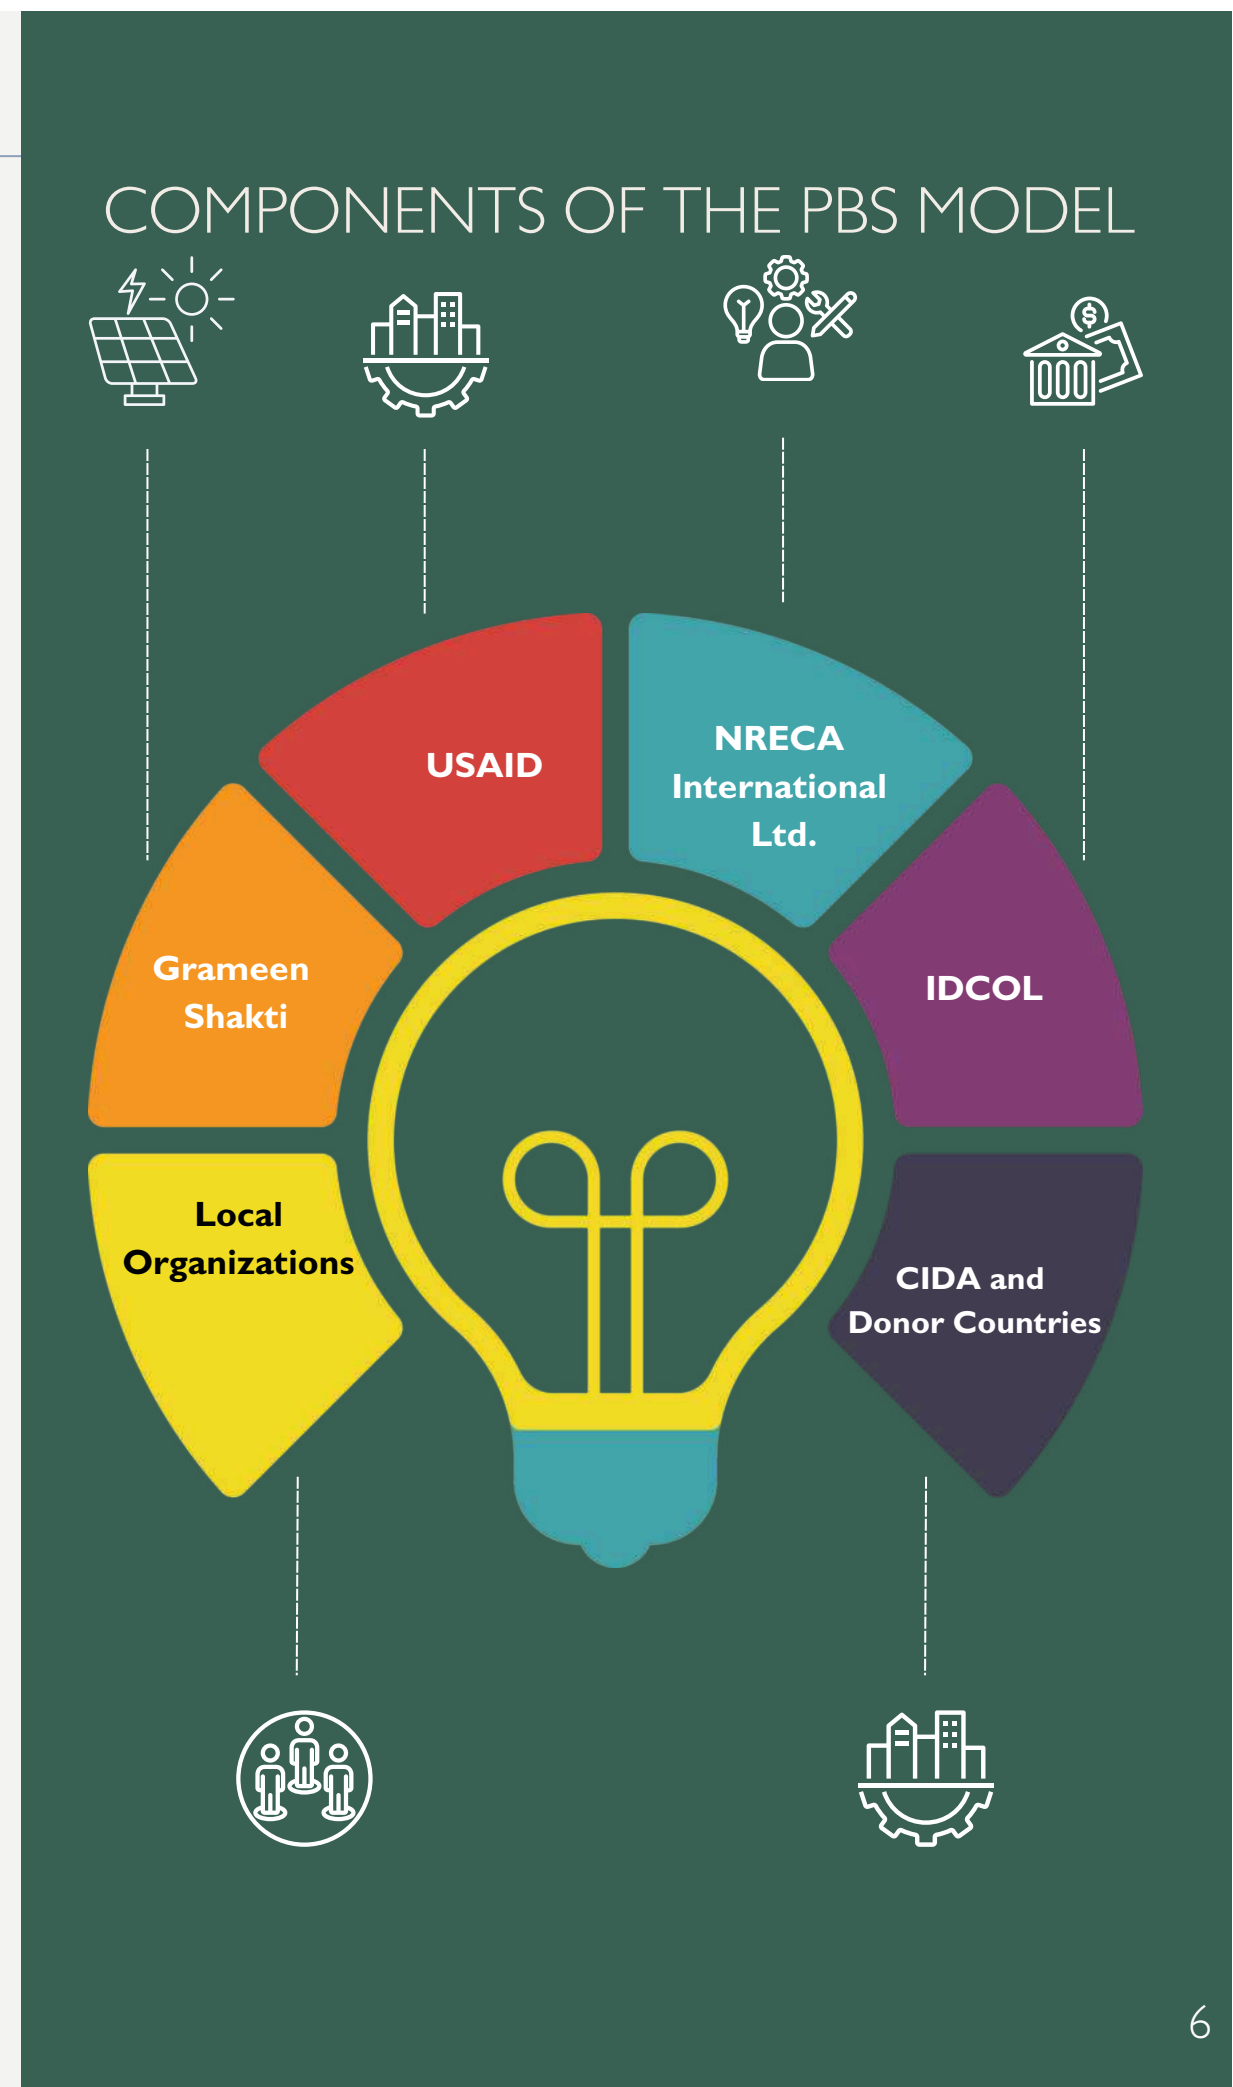 COMPONENTS OF THE PBS MODEL
$
USAID
NRECA
International
Ltd.
Grameen
Shakti
IDCOL
Local
Organizations
CIDA and
Donor Countries
6